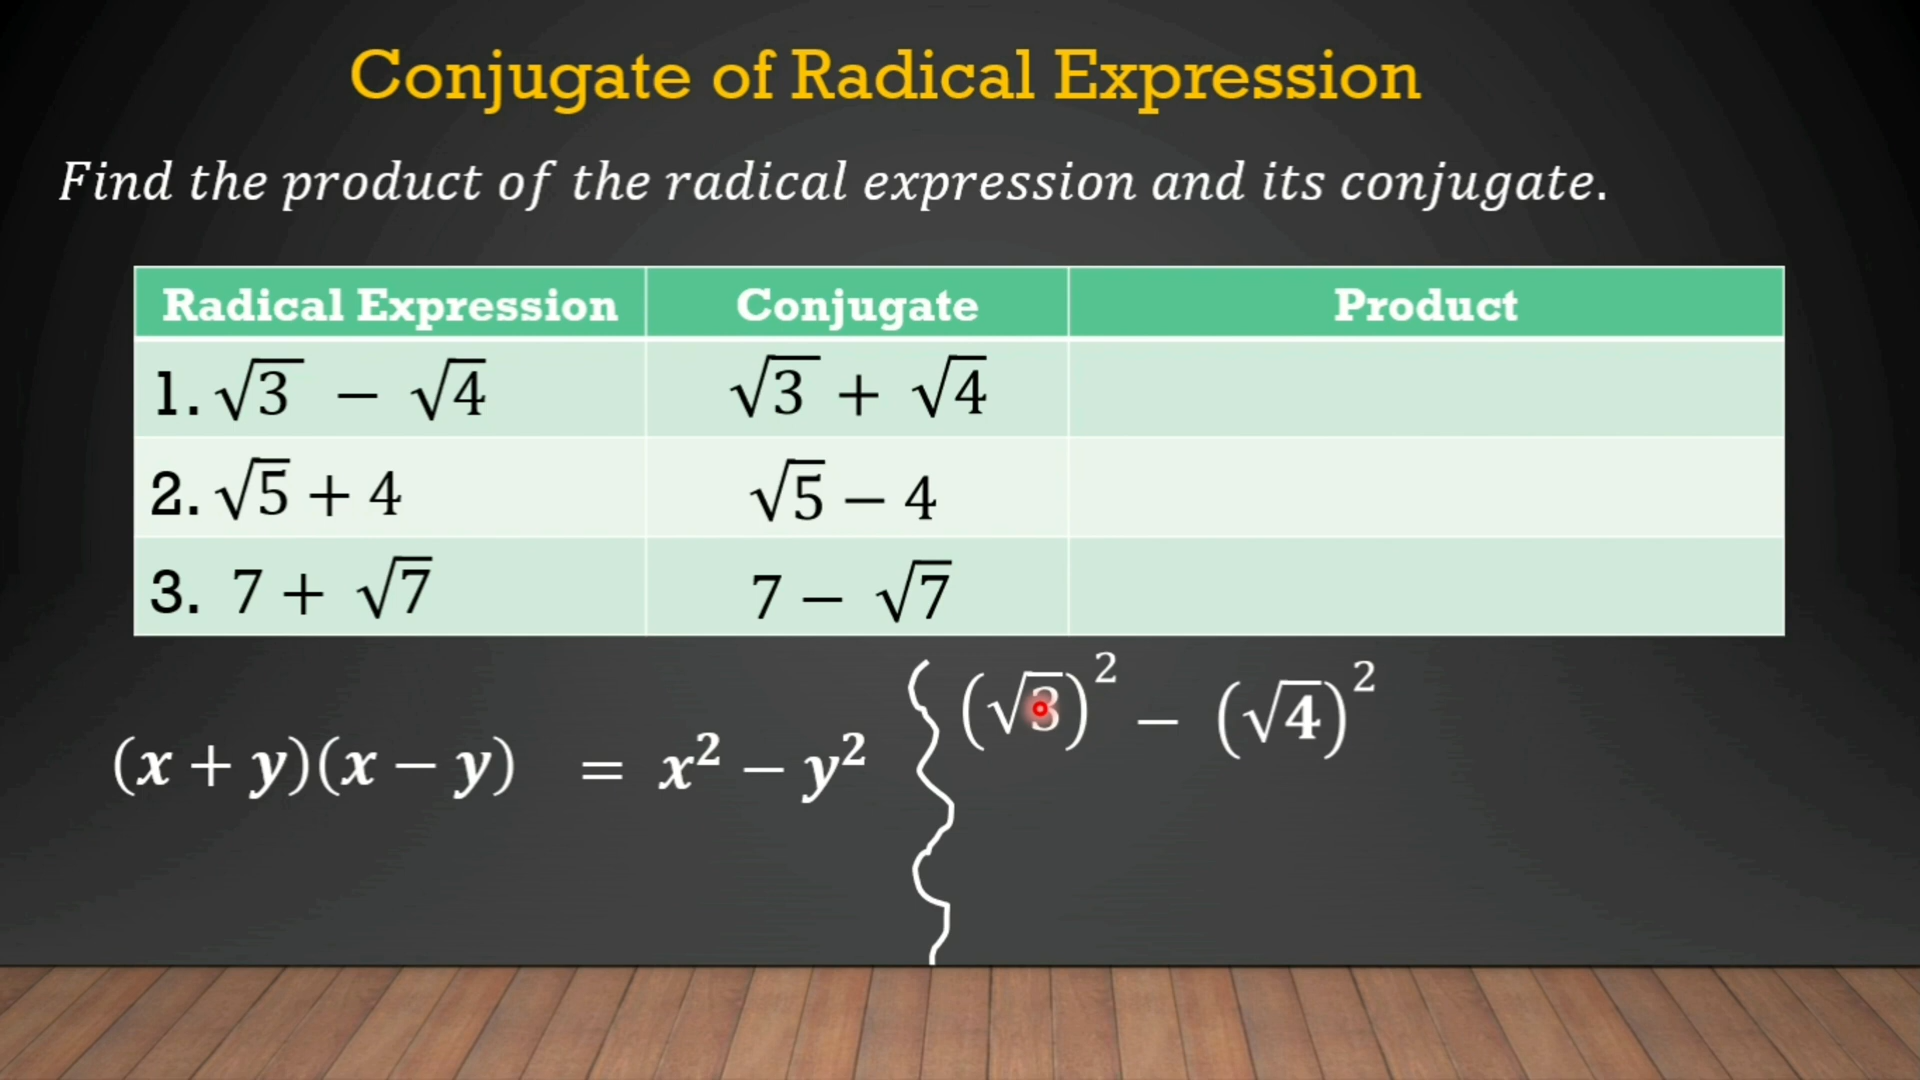 Conjugate of Radical Expression
Find the product of the radical expression and its conjugate.
Radical Expression Conjugate Product
1. √3 − √4 √3 + √4
2. √5 + 4 √5 − 4
3. 7 + √7 7 − √7
(√3)² − (√4)²
(x + y)(x − y) = x² − y²